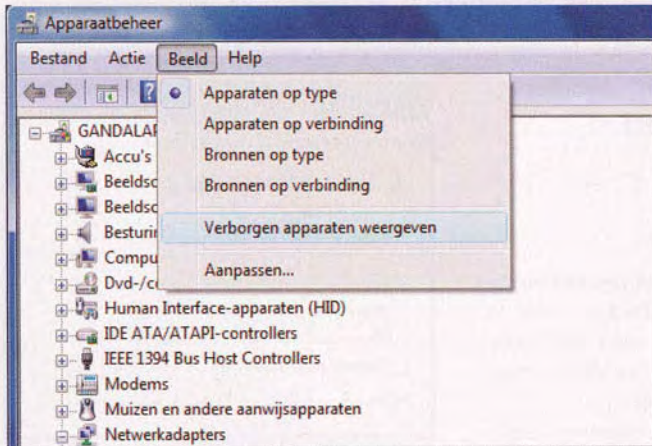 Apparaatbeheer
Bestand Actie Beeld Help
Apparaten op type
Apparaten op verbinding
Bronnen op type
Bronnen op verbinding
Verborgen apparaten weergeven
Aanpassen...
Accu's
Human Interface-apparaten (HID)
IDE ATA/ATAPI-controllers
IEEE 1394 Bus Host Controllers
Modems
Muizen en andere aanwijsapparaten
Netwerkadapters